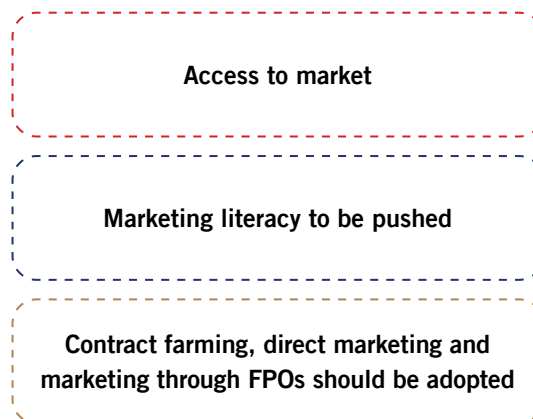 Access to market
Marketing literacy to be pushed
Contract farming, direct marketing and
marketing through FPOs should be adopted